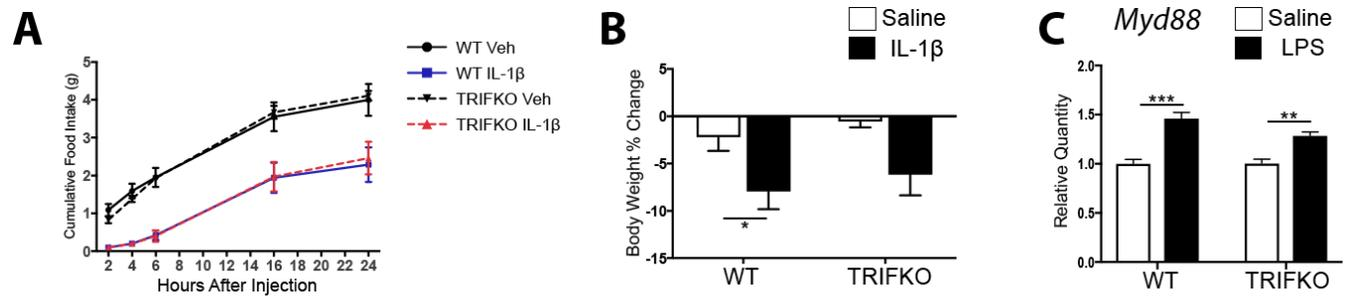 A
Cumulative Food Intake (g)
5
4
3
2
1
0
2 4 6 8 10 12 14 16 18 20 22 24
Hours After Injection
WT Veh
WT IL-1β
TRIFKO Veh
TRIFKO IL-1β
B
Saline
IL-1β
Body Weight % Change
5
0
-5
-10
-15
*
WT TRIFKO
C
Myd88
Saline
LPS
Relative Quantity
2.0
1.5
1.0
0.5
0.0
***
**
WT TRIFKO